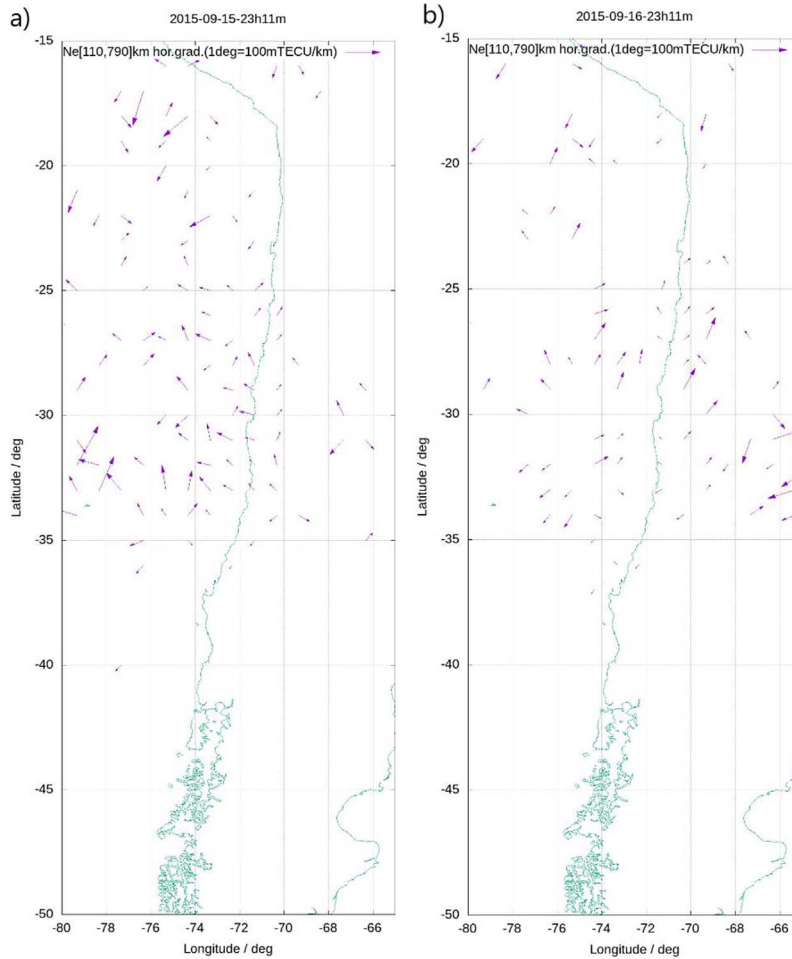 a)
2015-09-15-23h11m
Ne[110,790]km hor.grad.(1deg=100mTECU/km)
-15
-20
-25
-30
-35
-40
-45
-50
Latitude / deg
-80 -78 -76 -74 -72 -70 -68 -66
Longitude / deg
b)
2015-09-16-23h11m
Ne[110,790]km hor.grad.(1deg=100mTECU/km)
-15
-20
-25
-30
-35
-40
-45
-50
Latitude / deg
-80 -78 -76 -74 -72 -70 -68 -66
Longitude / deg